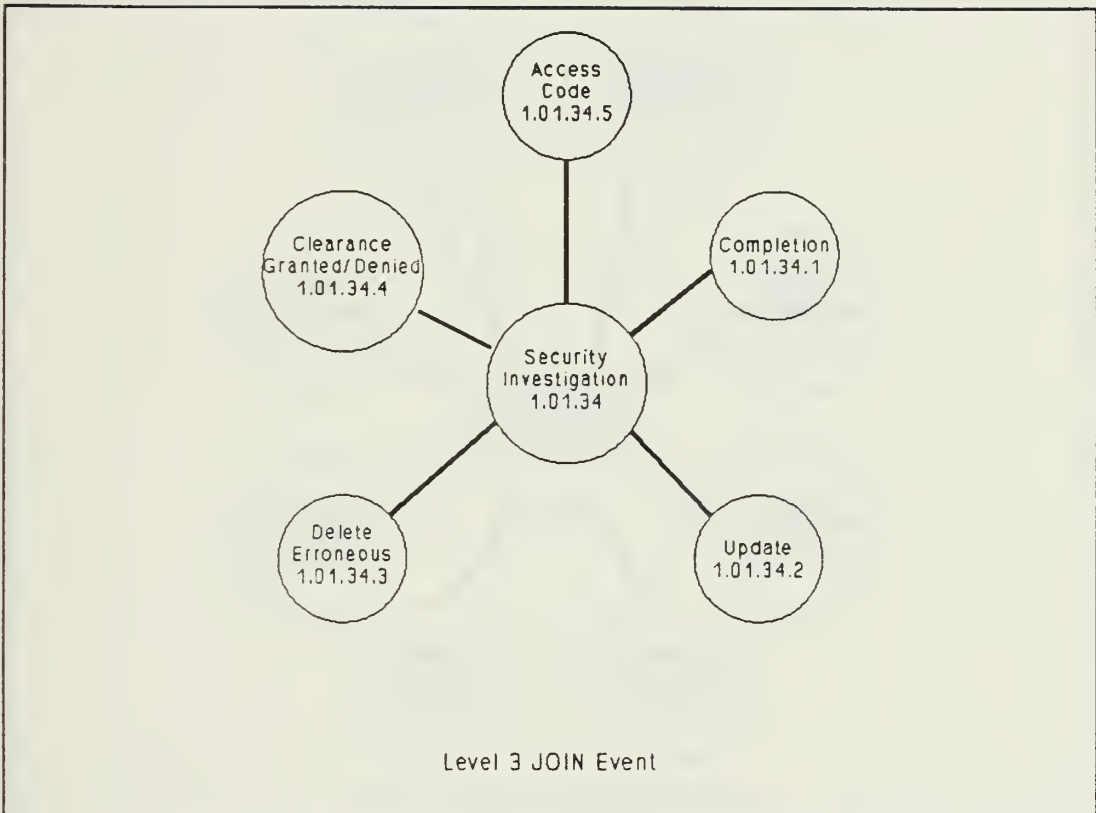 Access
Code
1.01.34.5
Clearance
Granted/Denied
1.01.34.4
Completion
1.01.34.1
Security
Investigation
1.01.34
Delete
Erroneous
1.01.34.3
Update
1.01.34.2
Level 3 JOIN Event